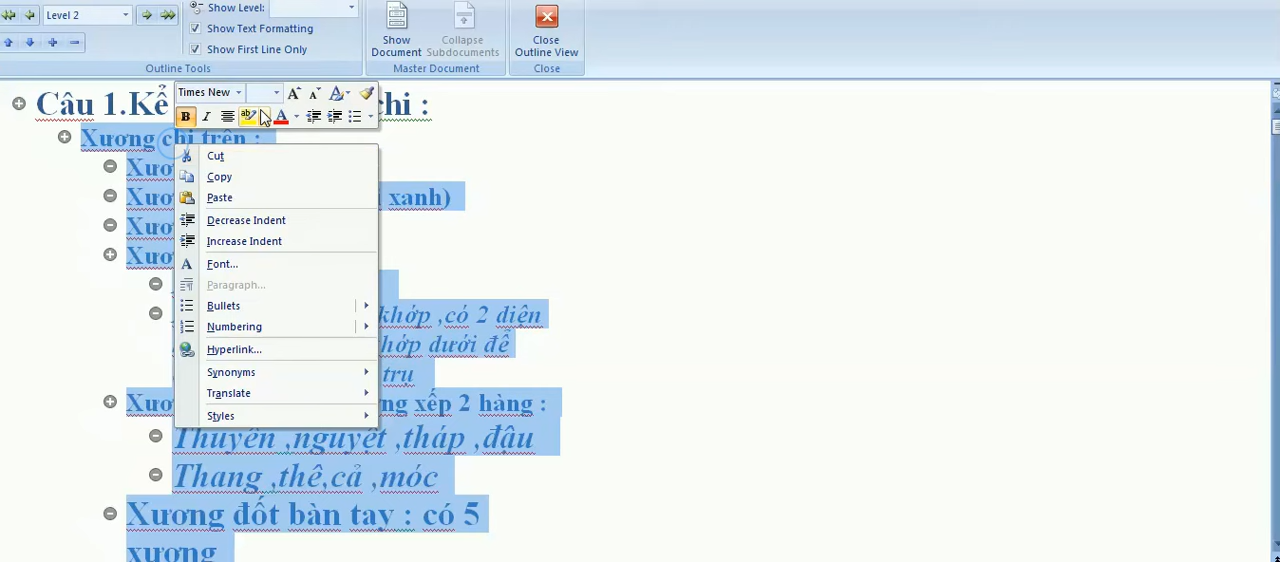 Level 2
Show Level:
Show Text Formatting
Show First Line Only
Outline Tools
Show
Document
Collapse
Subdocuments
Master Document
Close
Outline View
Close
Câu 1.Kể
chi :
Times New
A
A
A
B
I
ab
A
Xương chi trên :
Cut
Copy
Paste
Decrease Indent
Increase Indent
Font...
Paragraph...
Bullets
Numbering
Hyperlink...
Synonyms
Translate
Styles
xanh)
khớp ,có 2 diện
hớp dưới để
trụ
xếp 2 hàng :
Thuyền ,nguyệt ,tháp ,đậu
Thang ,thê,cả ,móc
Xương đốt bàn tay : có 5
xương